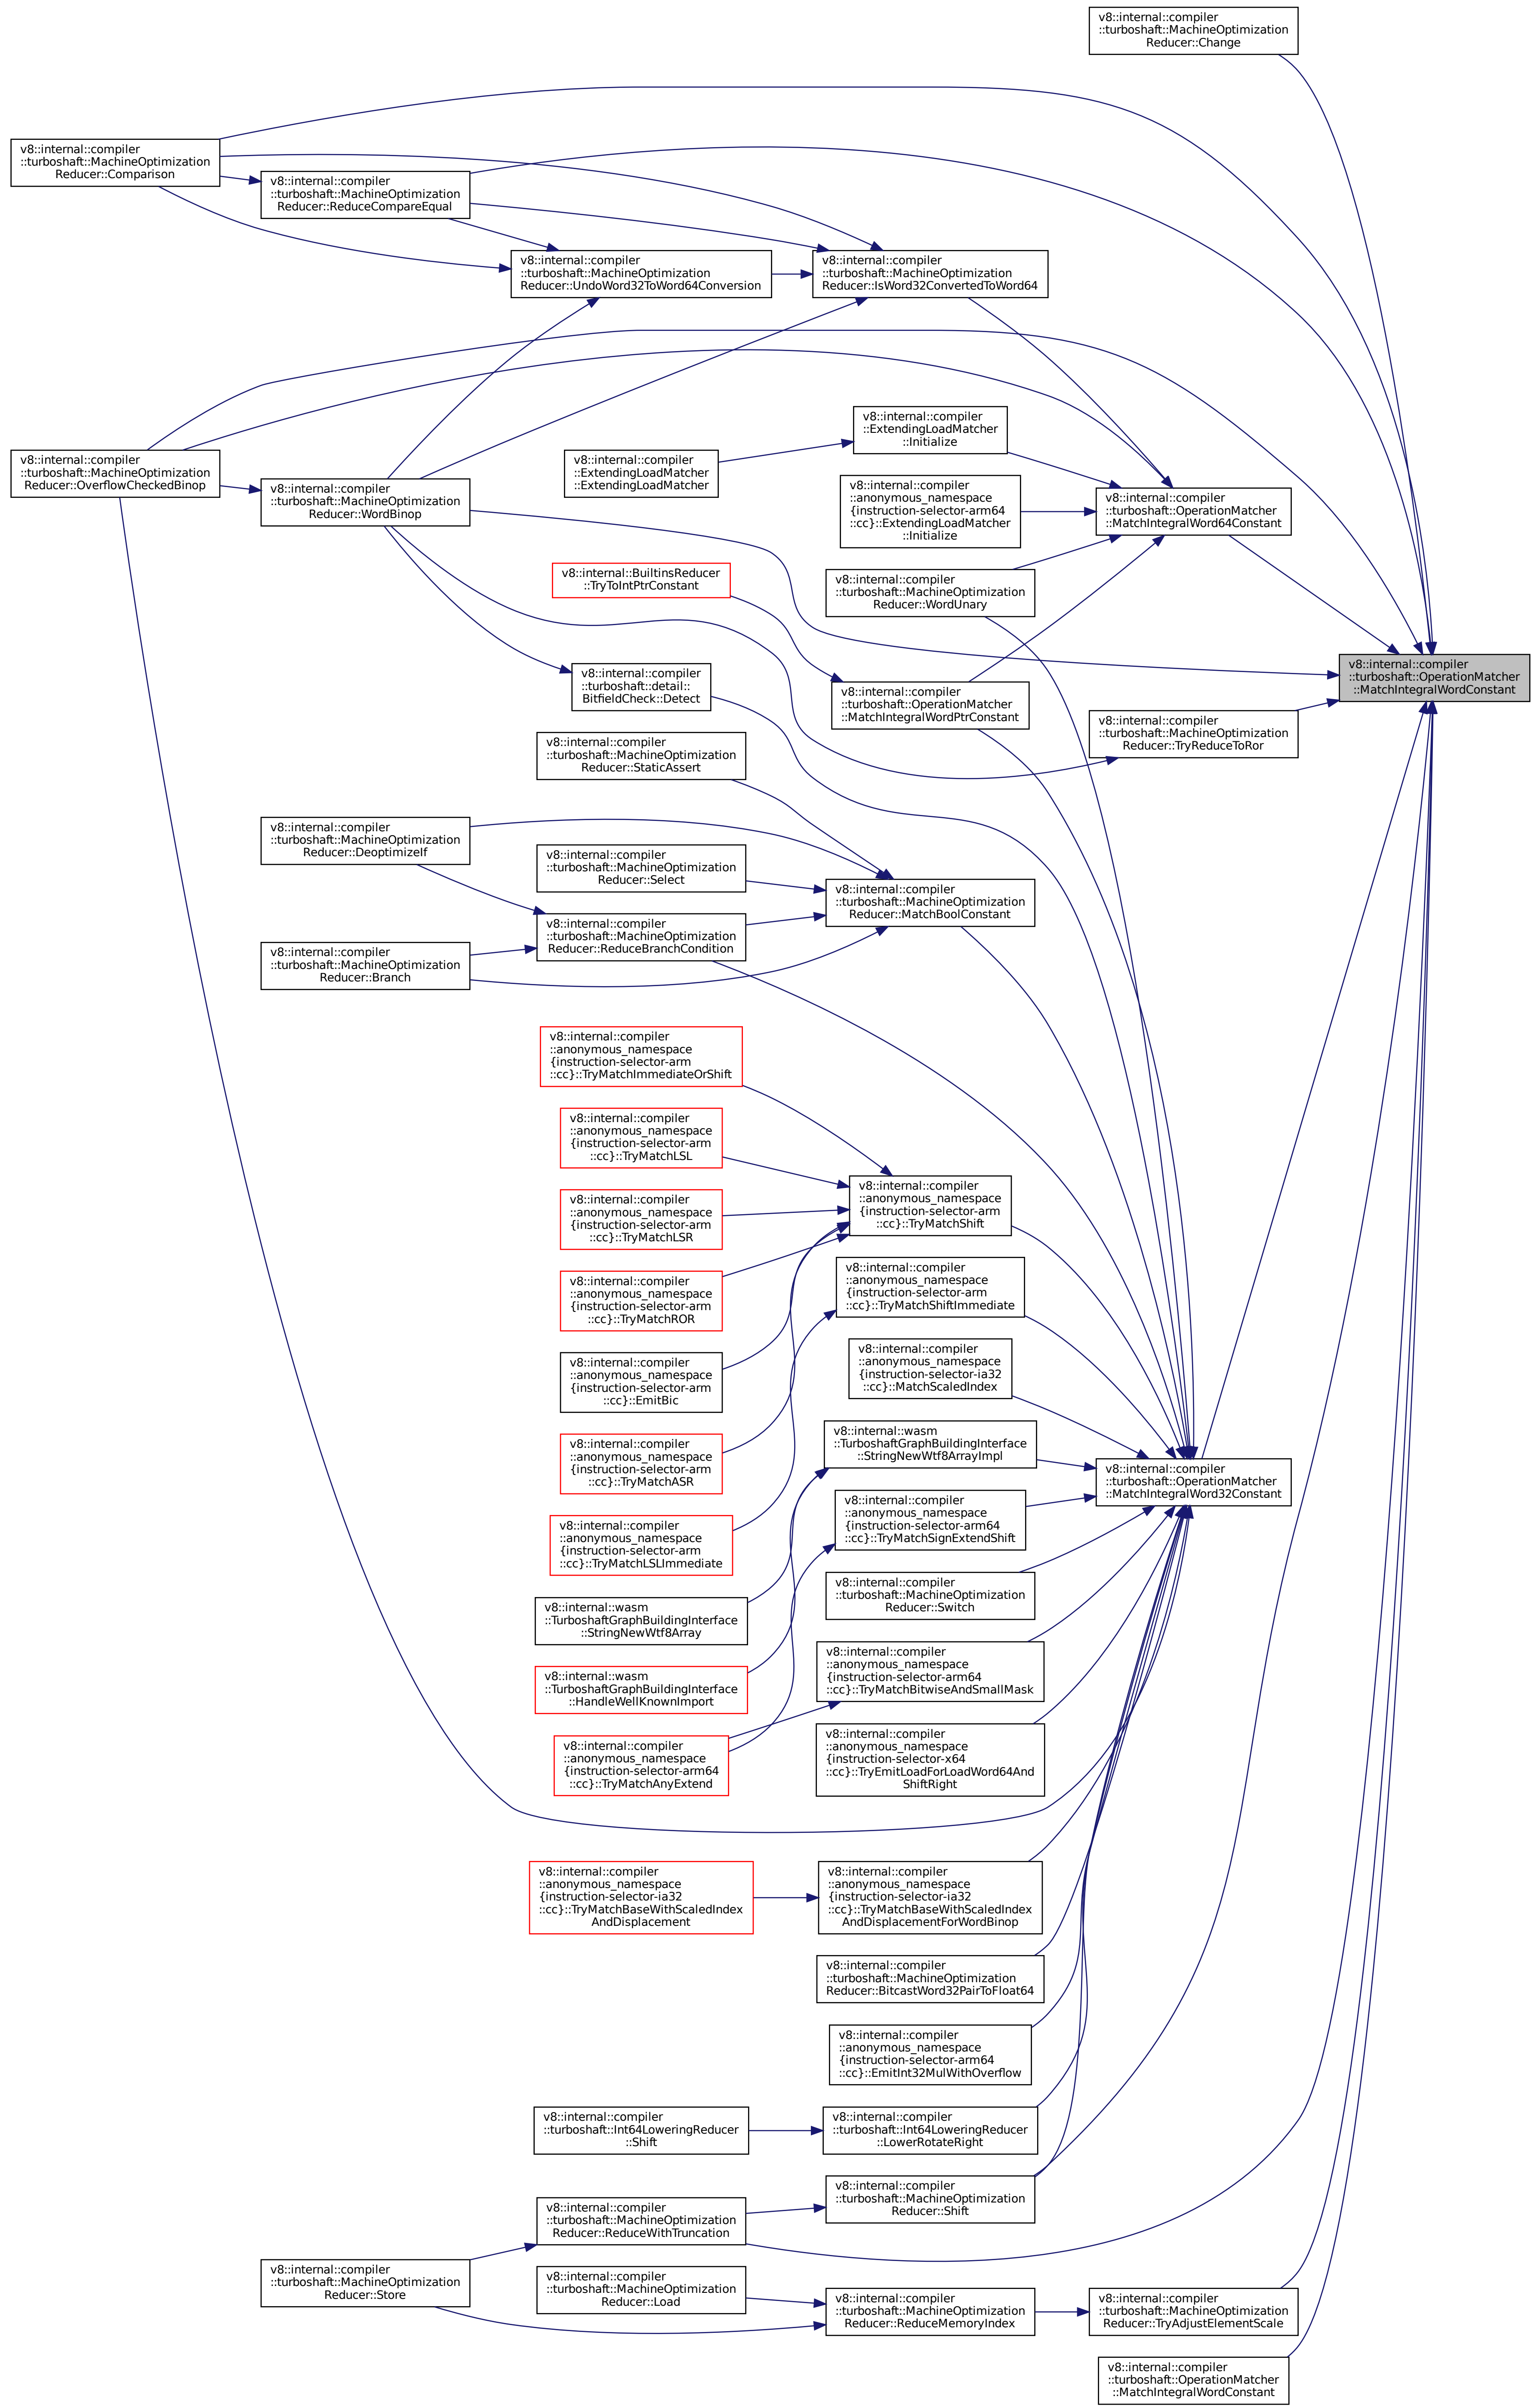 v8::internal::compiler
::turboshaft::MachineOptimization
Reducer::Change
v8::internal::compiler
::turboshaft::MachineOptimization
Reducer::Comparison
v8::internal::compiler
::turboshaft::MachineOptimization
Reducer::ReduceCompareEqual
v8::internal::compiler
::turboshaft::MachineOptimization
Reducer::UndoWord32ToWord64Conversion
v8::internal::compiler
::turboshaft::MachineOptimization
Reducer::IsWord32ConvertedToWord64
v8::internal::compiler
::ExtendingLoadMatcher
::Initialize
v8::internal::compiler
::turboshaft::MachineOptimization
Reducer::OverflowCheckedBinop
v8::internal::compiler
::ExtendingLoadMatcher
::ExtendingLoadMatcher
v8::internal::compiler
::turboshaft::MachineOptimization
Reducer::WordBinop
v8::internal::compiler
::anonymous_namespace
{instruction-selector-arm64
::cc}::ExtendingLoadMatcher
::Initialize
v8::internal::compiler
::turboshaft::OperationMatcher
::MatchIntegralWord64Constant
v8::internal::BuiltinsReducer
::TryToIntPtrConstant
v8::internal::compiler
::turboshaft::MachineOptimization
Reducer::WordUnary
v8::internal::compiler
::turboshaft::OperationMatcher
::MatchIntegralWordConstant
v8::internal::compiler
::turboshaft::detail::
BitfieldCheck::Detect
v8::internal::compiler
::turboshaft::OperationMatcher
::MatchIntegralWordPtrConstant
v8::internal::compiler
::turboshaft::MachineOptimization
Reducer::TryReduceToRor
v8::internal::compiler
::turboshaft::MachineOptimization
Reducer::StaticAssert
v8::internal::compiler
::turboshaft::MachineOptimization
Reducer::DeoptimizeIf
v8::internal::compiler
::turboshaft::MachineOptimization
Reducer::Select
v8::internal::compiler
::turboshaft::MachineOptimization
Reducer::MatchBoolConstant
v8::internal::compiler
::turboshaft::MachineOptimization
Reducer::ReduceBranchCondition
v8::internal::compiler
::turboshaft::MachineOptimization
Reducer::Branch
v8::internal::compiler
::anonymous_namespace
{instruction-selector-arm
::cc}::TryMatchImmediateOrShift
v8::internal::compiler
::anonymous_namespace
{instruction-selector-arm
::cc}::TryMatchLSL
v8::internal::compiler
::anonymous_namespace
{instruction-selector-arm
::cc}::TryMatchShift
v8::internal::compiler
::anonymous_namespace
{instruction-selector-arm
::cc}::TryMatchLSR
v8::internal::compiler
::anonymous_namespace
{instruction-selector-arm
::cc}::TryMatchShiftImmediate
v8::internal::compiler
::anonymous_namespace
{instruction-selector-arm
::cc}::TryMatchROR
v8::internal::compiler
::anonymous_namespace
{instruction-selector-ia32
::cc}::MatchScaledIndex
v8::internal::compiler
::anonymous_namespace
{instruction-selector-arm
::cc}::EmitBic
v8::internal::wasm
::TurboshaftGraphBuildingInterface
::StringNewWtf8ArrayImpl
v8::internal::compiler
::anonymous_namespace
{instruction-selector-arm
::cc}::TryMatchASR
v8::internal::compiler
::turboshaft::OperationMatcher
::MatchIntegralWord32Constant
v8::internal::compiler
::anonymous_namespace
{instruction-selector-arm64
::cc}::TryMatchSignExtendShift
v8::internal::compiler
::anonymous_namespace
{instruction-selector-arm
::cc}::TryMatchLSLImmediate
v8::internal::compiler
::turboshaft::MachineOptimization
Reducer::Switch
v8::internal::wasm
::TurboshaftGraphBuildingInterface
::StringNewWtf8Array
v8::internal::compiler
::anonymous_namespace
{instruction-selector-arm64
::cc}::TryMatchBitwiseAndSmallMask
v8::internal::wasm
::TurboshaftGraphBuildingInterface
::HandleWellKnownImport
v8::internal::compiler
::anonymous_namespace
{instruction-selector-x64
::cc}::TryEmitLoadForLoadWord64And
ShiftRight
v8::internal::compiler
::anonymous_namespace
{instruction-selector-arm64
::cc}::TryMatchAnyExtend
v8::internal::compiler
::anonymous_namespace
{instruction-selector-ia32
::cc}::TryMatchBaseWithScaledIndex
AndDisplacement
v8::internal::compiler
::anonymous_namespace
{instruction-selector-ia32
::cc}::TryMatchBaseWithScaledIndex
AndDisplacementForWordBinop
v8::internal::compiler
::turboshaft::MachineOptimization
Reducer::BitcastWord32PairToFloat64
v8::internal::compiler
::anonymous_namespace
{instruction-selector-arm64
::cc}::EmitInt32MulWithOverflow
v8::internal::compiler
::turboshaft::Int64LoweringReducer
::Shift
v8::internal::compiler
::turboshaft::Int64LoweringReducer
::LowerRotateRight
v8::internal::compiler
::turboshaft::MachineOptimization
Reducer::Shift
v8::internal::compiler
::turboshaft::MachineOptimization
Reducer::ReduceWithTruncation
v8::internal::compiler
::turboshaft::MachineOptimization
Reducer::Store
v8::internal::compiler
::turboshaft::MachineOptimization
Reducer::Load
v8::internal::compiler
::turboshaft::MachineOptimization
Reducer::ReduceMemoryIndex
v8::internal::compiler
::turboshaft::MachineOptimization
Reducer::TryAdjustElementScale
v8::internal::compiler
::turboshaft::OperationMatcher
::MatchIntegralWordConstant